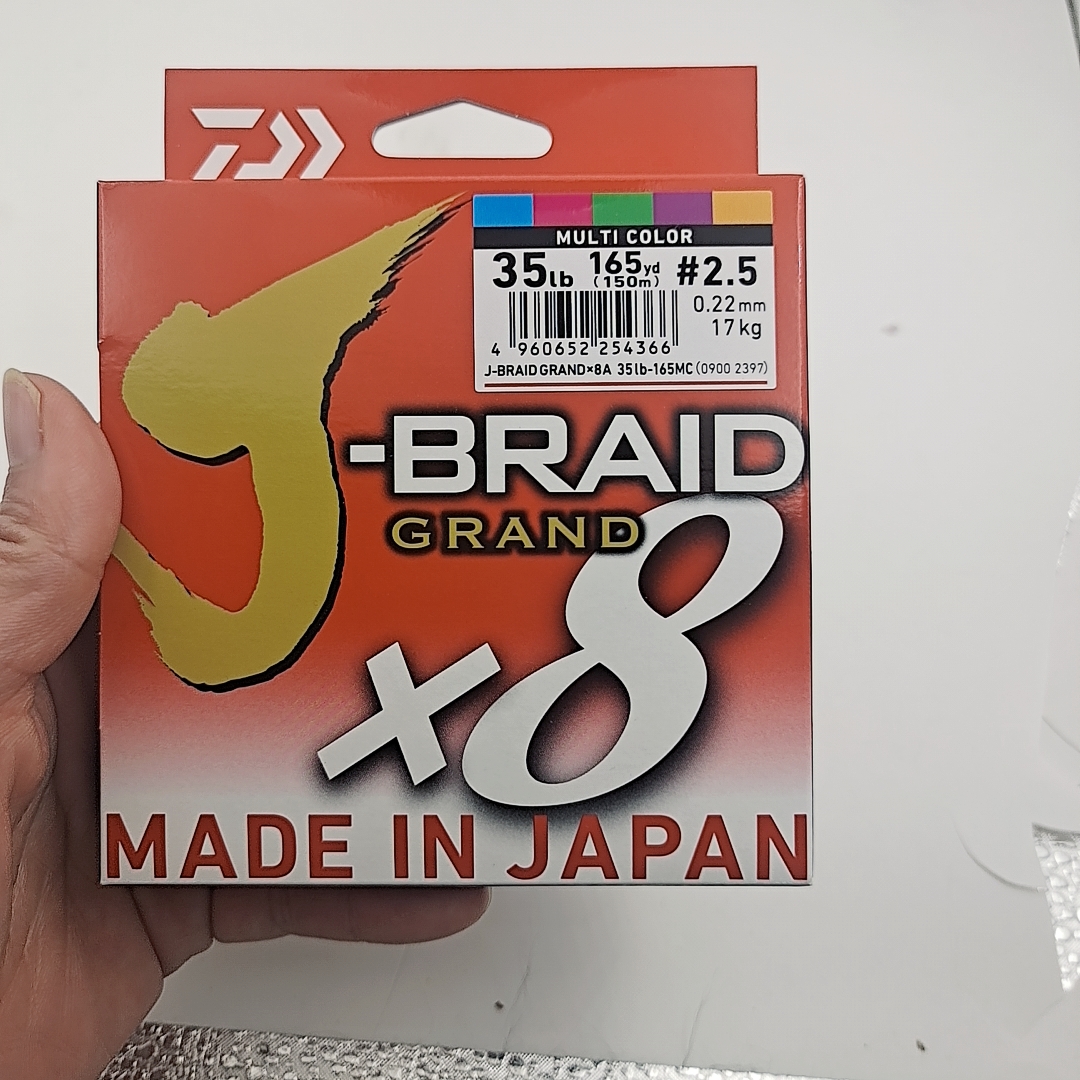 MULTI COLOR
35lb 165yd (150m) #2.5
0.22mm
17kg
4 960652 254366
J-BRAID GRAND×8A 35lb-165MC (0900 2397)
J-BRAID
GRAND
×8
MADE IN JAPAN